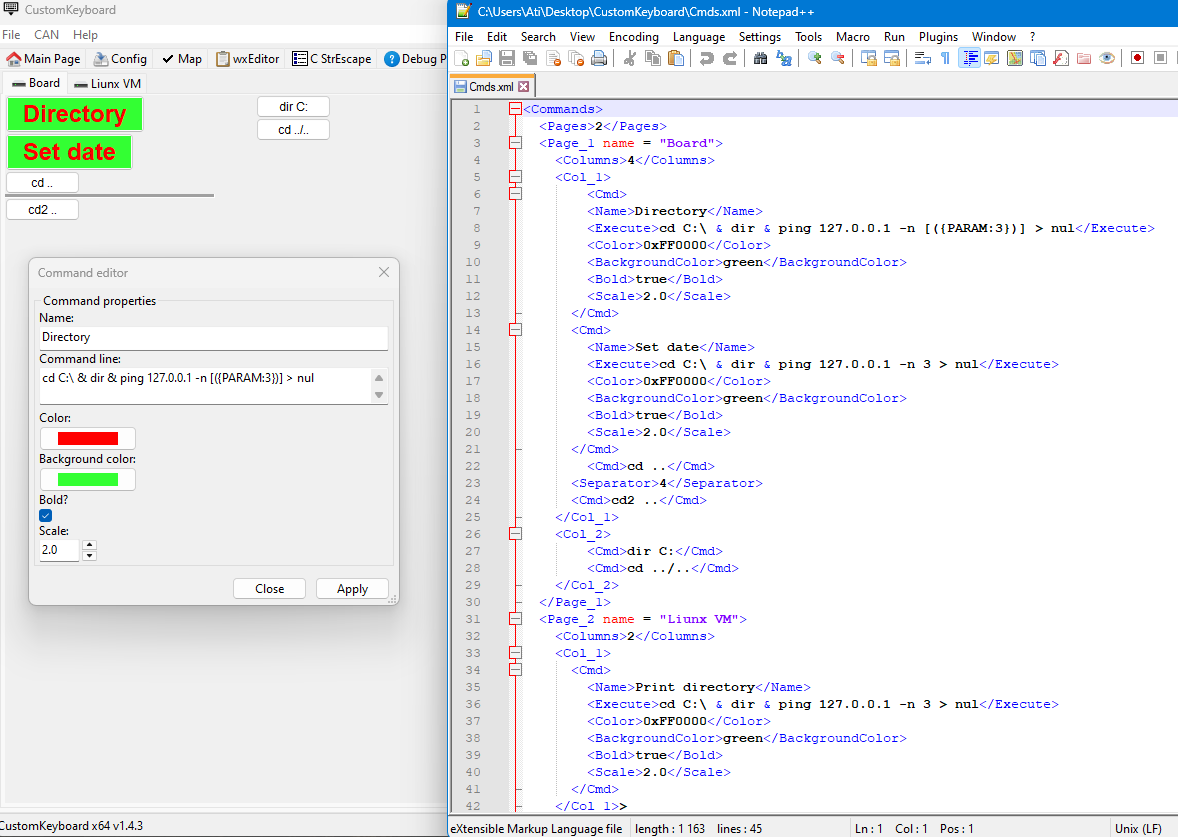 CustomKeyboard
File CAN Help
Main Page Config Map wxEditor C StrEscape Debug P
Board Liunx VM
Directory
Set date
cd ..
cd2 ..
dir C:
cd ../..
Command editor
Command properties
Name:
Directory
Command line:
cd C:\ & dir & ping 127.0.0.1 -n [({PARAM:3})] > nul
Color:
Background color:
Bold?
Scale:
2.0
Close Apply
CustomKeyboard x64 v1.4.3
C:\Users\Ati\Desktop\CustomKeyboard\Cmds.xml - Notepad++
File Edit Search View Encoding Language Settings Tools Macro Run Plugins Window ?
Cmds.xml
1 <Commands>
2 <Pages>2</Pages>
3 <Page_1 name = "Board">
4 <Columns>4</Columns>
5 <Col_1>
6 <Cmd>
7 <Name>Directory</Name>
8 <Execute>cd C:\ & dir & ping 127.0.0.1 -n [({PARAM:3})] > nul</Execute>
9 <Color>0xFF0000</Color>
10 <BackgroundColor>green</BackgroundColor>
11 <Bold>true</Bold>
12 <Scale>2.0</Scale>
13 </Cmd>
14 <Cmd>
15 <Name>Set date</Name>
16 <Execute>cd C:\ & dir & ping 127.0.0.1 -n 3 > nul</Execute>
17 <Color>0xFF0000</Color>
18 <BackgroundColor>green</BackgroundColor>
19 <Bold>true</Bold>
20 <Scale>2.0</Scale>
21 </Cmd>
22 <Cmd>cd ..</Cmd>
23 <Separator>4</Separator>
24 <Cmd>cd2 ..</Cmd>
25 </Col_1>
26 <Col_2>
27 <Cmd>dir C:</Cmd>
28 <Cmd>cd ../..</Cmd>
29 </Col_2>
30 </Page_1>
31 <Page_2 name = "Liunx VM">
32 <Columns>2</Columns>
33 <Col_1>
34 <Cmd>
35 <Name>Print directory</Name>
36 <Execute>cd C:\ & dir & ping 127.0.0.1 -n 3 > nul</Execute>
37 <Color>0xFF0000</Color>
38 <BackgroundColor>green</BackgroundColor>
39 <Bold>true</Bold>
40 <Scale>2.0</Scale>
41 </Cmd>
42 </Col_1>>
eXtensible Markup Language file length : 1 163 lines : 45 Ln : 1 Col : 1 Pos : 1 Unix (LF)